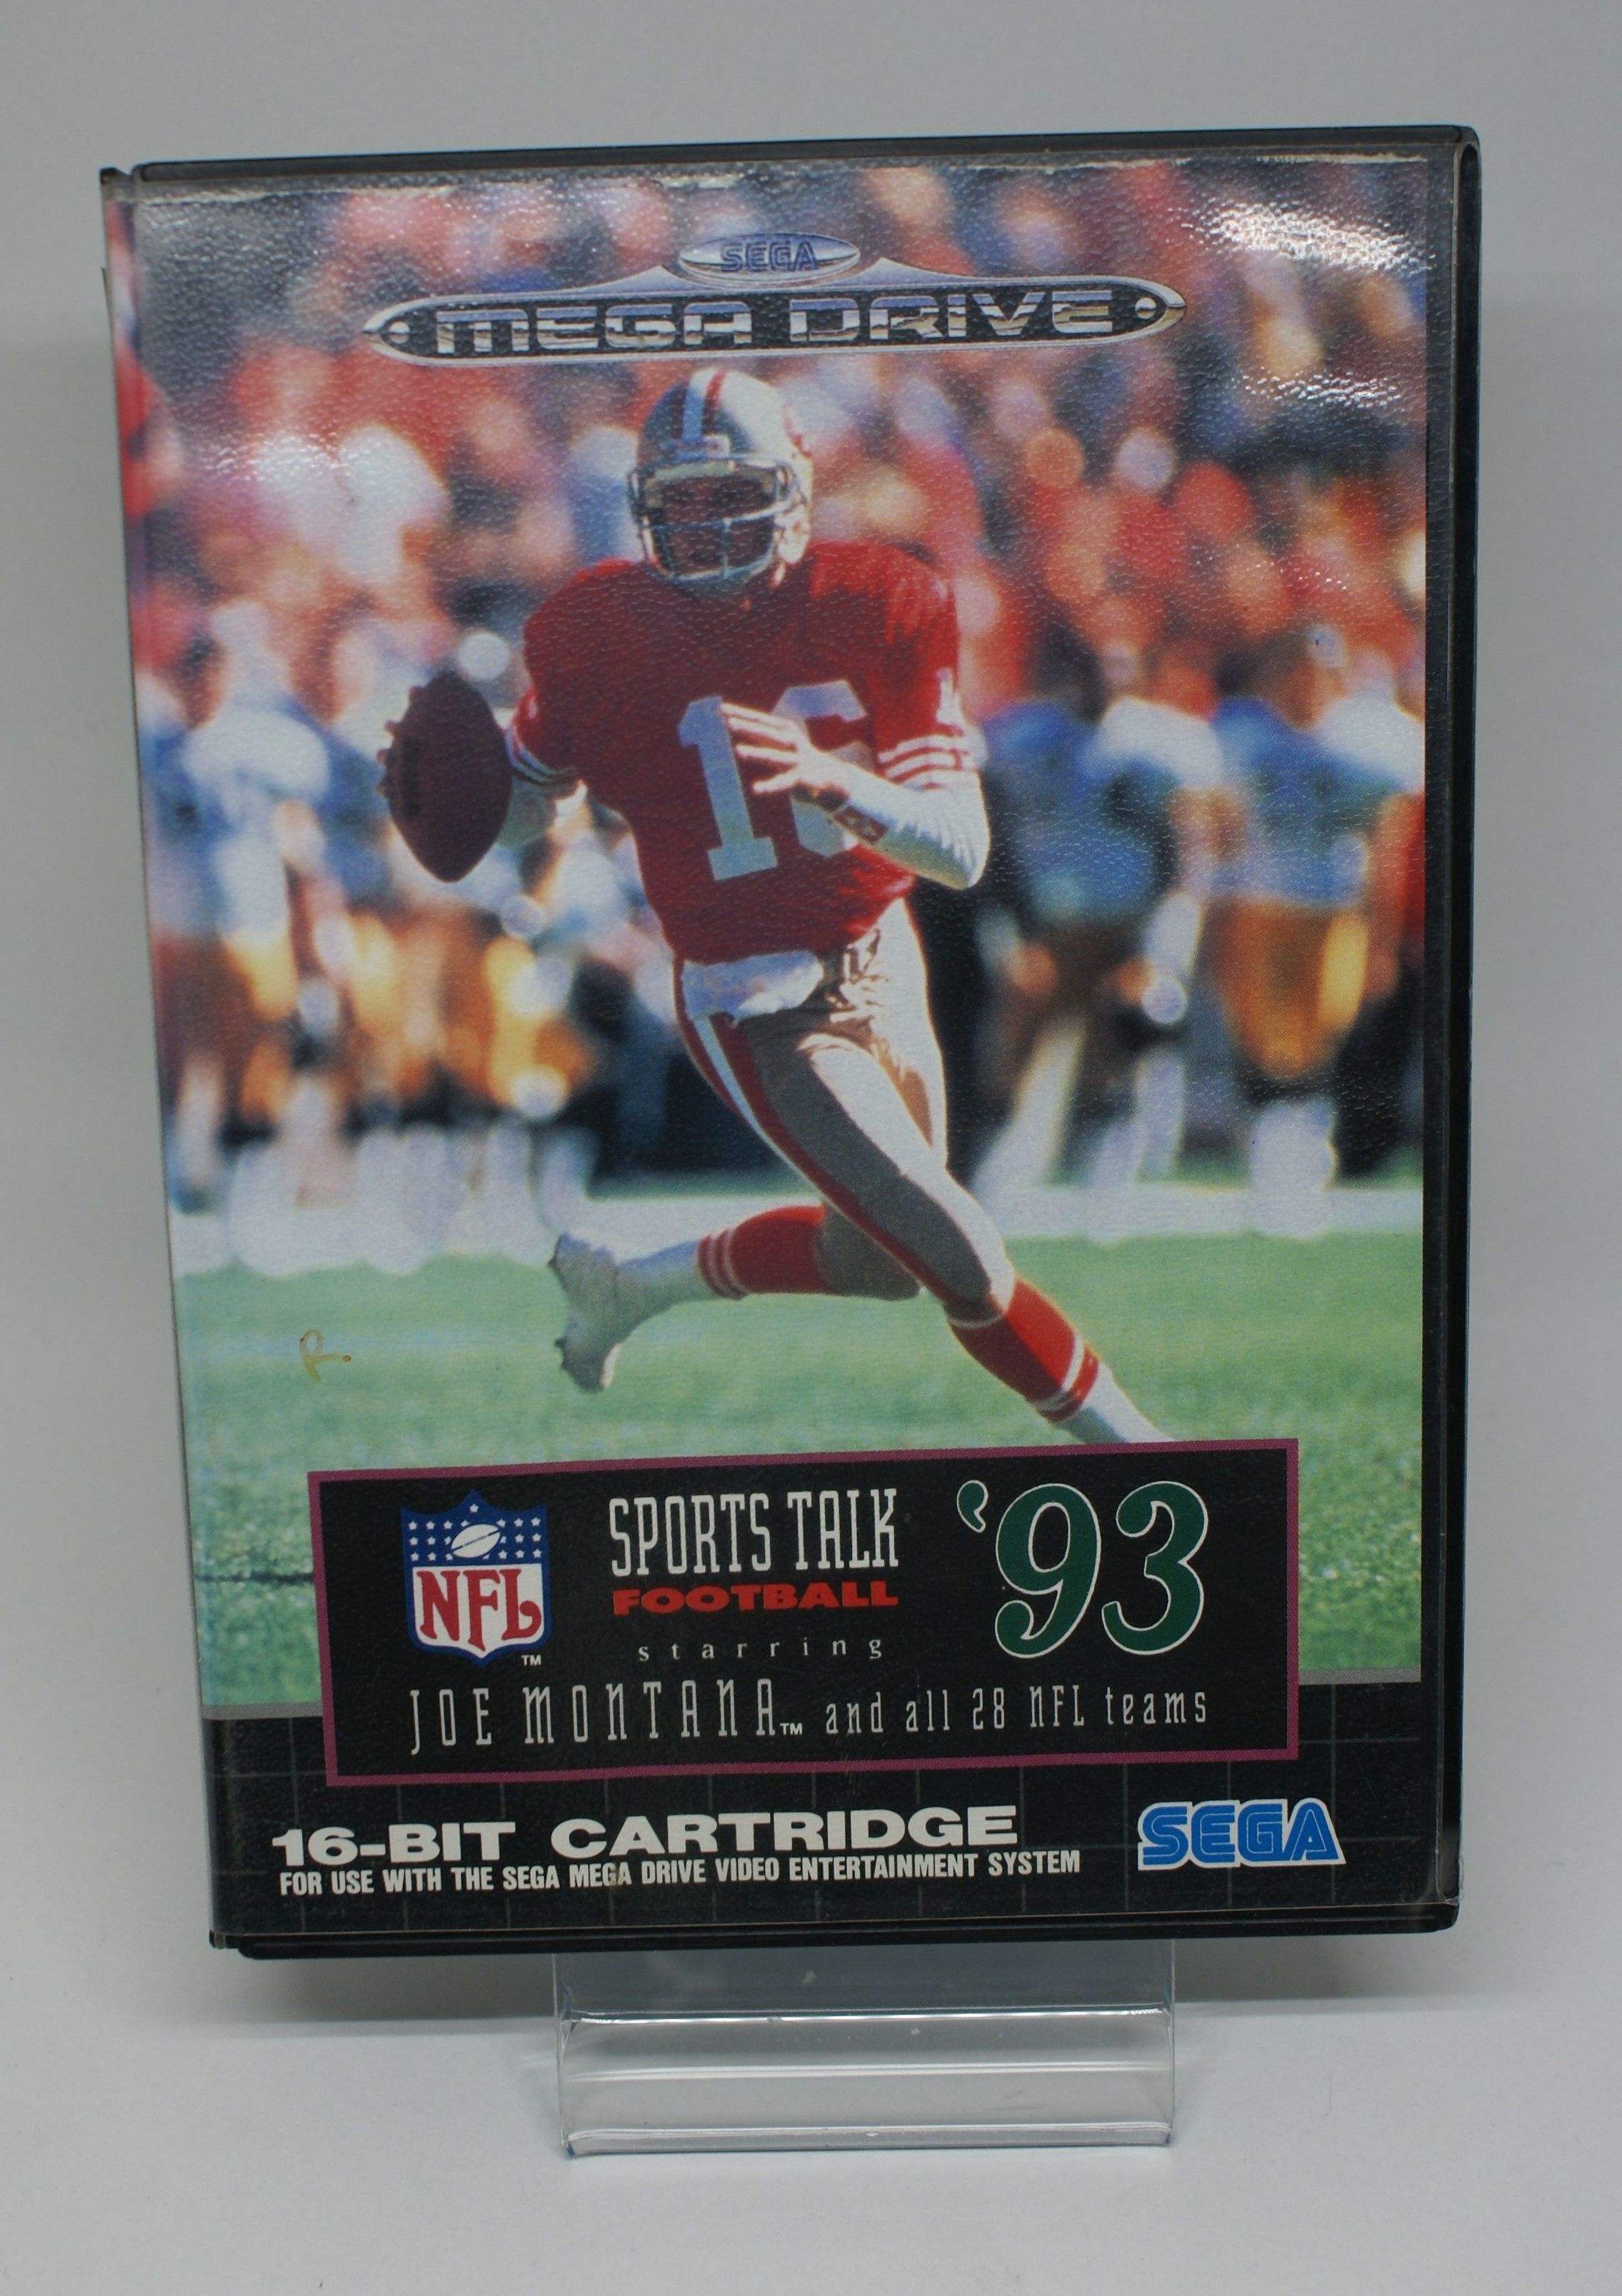 SEGA
MEGA DRIVE
16
NFL
TM
SPORTS TALK
FOOTBALL
'93
starring
JOE MONTANA™ and all 28 NFL teams
16-BIT CARTRIDGE
FOR USE WITH THE SEGA MEGA DRIVE VIDEO ENTERTAINMENT SYSTEM
SEGA
R.